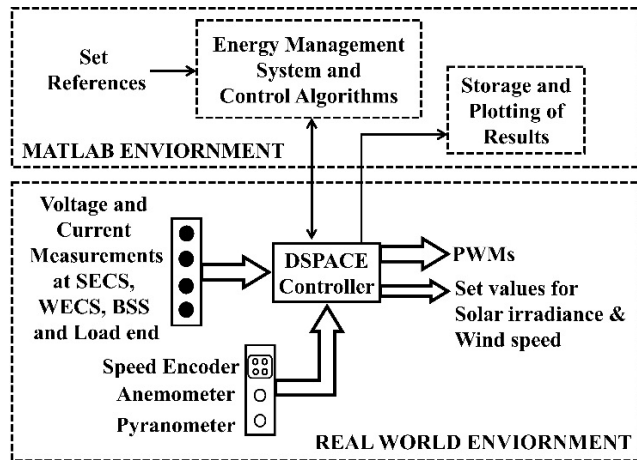 Set
References
Energy Management
System and
Control Algorithms
Storage and
Plotting of
Results
MATLAB ENVIORNMENT
Voltage and
Current
Measurements
at SECS,
WECS, BSS
and Load end
DSPACE
Controller
PWMs
Set values for
Solar irradiance &
Wind speed
Speed Encoder
Anemometer
Pyranometer
REAL WORLD ENVIORNMENT